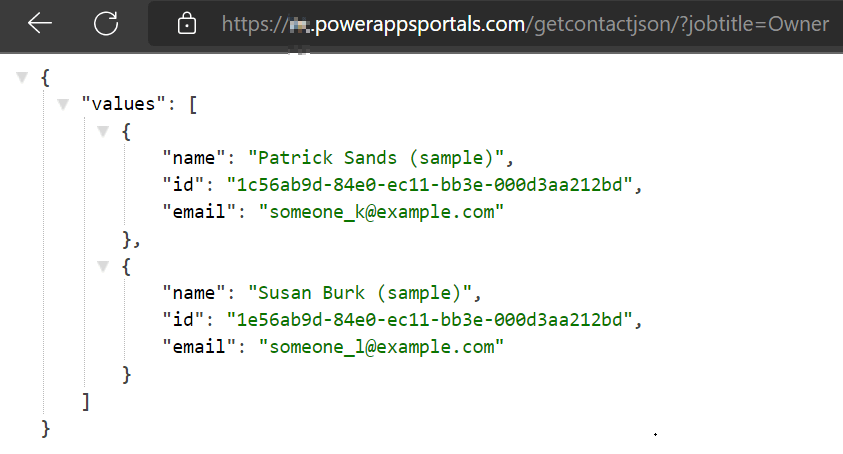 https://.powerappsportals.com/getcontactjson/?jobtitle=Owner
{
"values": [
{
"name": "Patrick Sands (sample)",
"id": "1c56ab9d-84e0-ec11-bb3e-000d3aa212bd",
"email": "someone_k@example.com"
},
{
"name": "Susan Burk (sample)",
"id": "1e56ab9d-84e0-ec11-bb3e-000d3aa212bd",
"email": "someone_l@example.com"
}
]
}